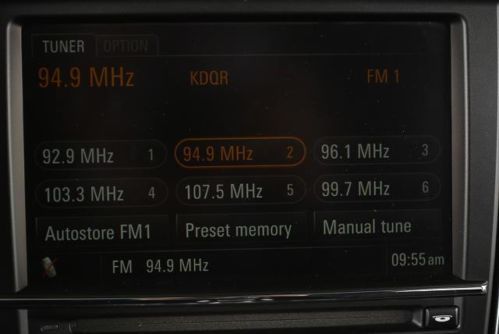 TUNER OPTION
94.9 MHz KDQR FM 1
92.9 MHz 1 94.9 MHz 2 96.1 MHz 3
103.3 MHz 4 107.5 MHz 5 99.7 MHz 6
Autostore FM1 Preset memory Manual tune
FM 94.9 MHz 09:55 am